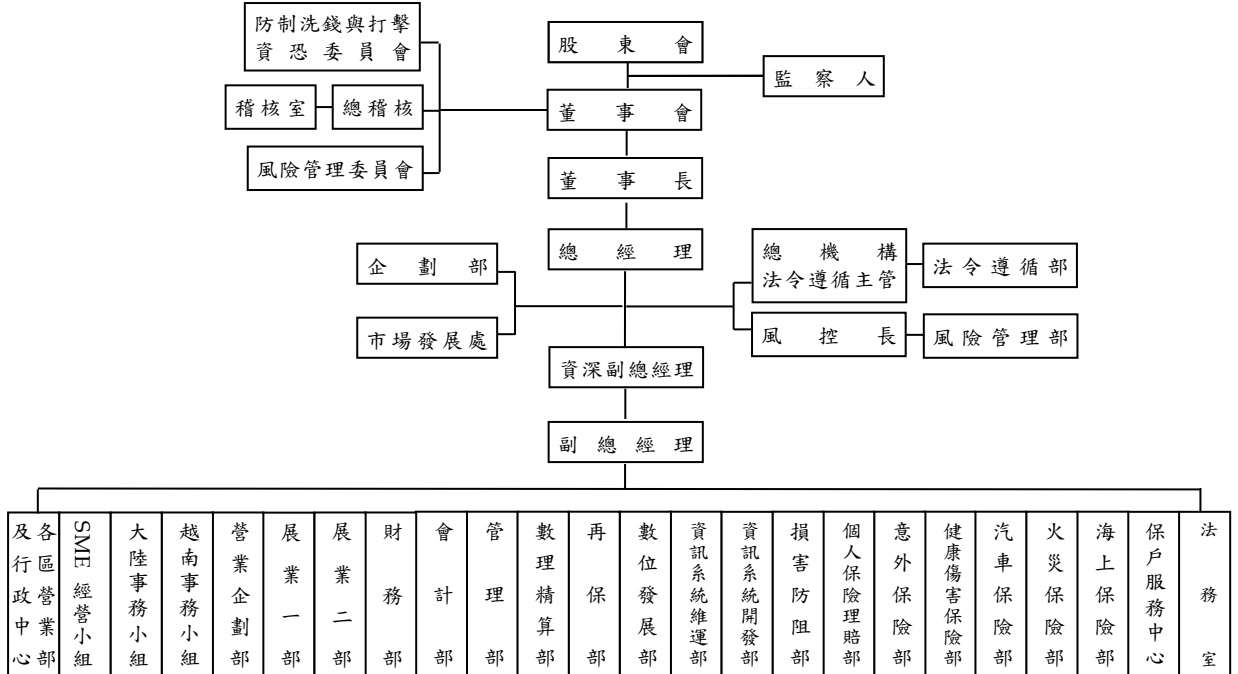 防制洗錢與打擊
資恐委員會
股東會
監察人
稽核室
總稽核
董事會
風險管理委員會
董事長
總經理
企劃部
總機構
法令遵循主管
法令遵循部
市場發展處
風控長
風險管理部
資深副總經理
副總經理
各區營業部
及行政中心
SME 經營小組
大陸事務小組
越南事務小組
營業企劃部
展業一部
展業二部
財務部
會計部
管理部
數理精算部
再保部
數位發展部
資訊系統維運部
資訊系統開發部
損害防阻部
個人保險理賠部
意外保險部
健康傷害保險部
汽車保險部
火災保險部
海上保險部
保戶服務中心
法務室